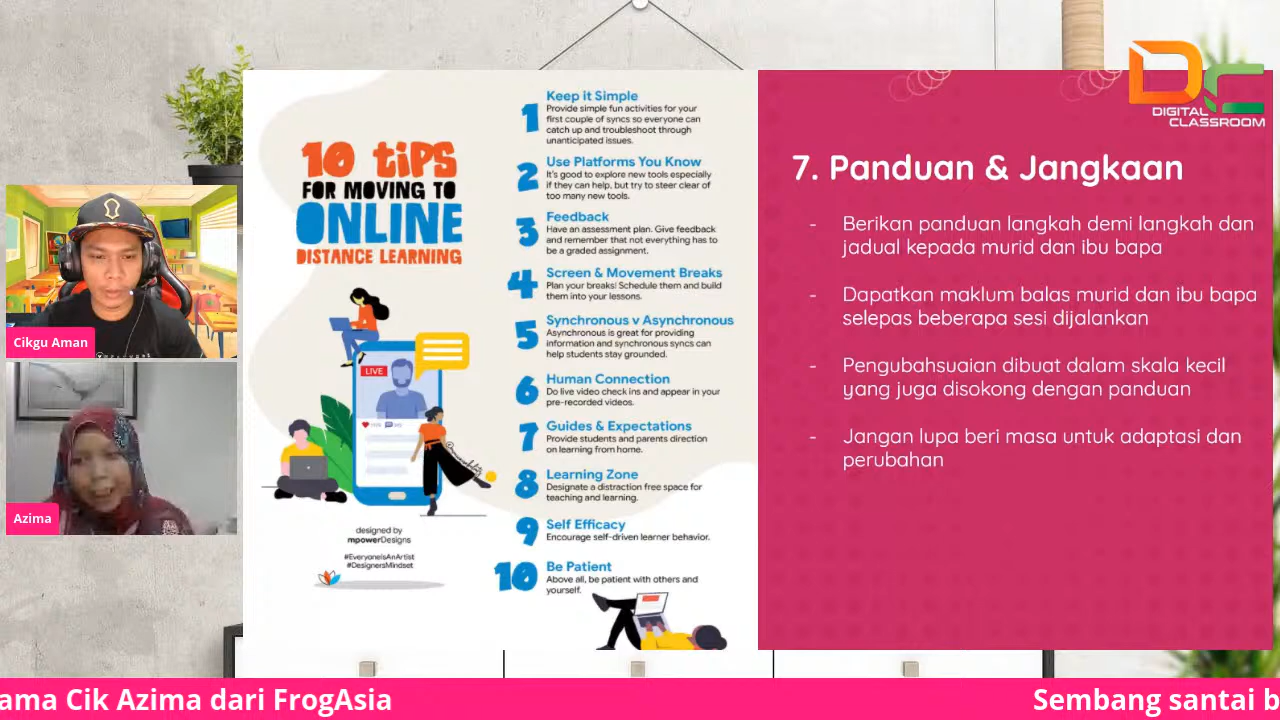 DIGITAL
CLASSROOM
10 tiPS
FOR MOVING TO
ONLINE
DISTANCE LEARNING
LIVE
designed by
mpowerDesigns
#EveryoneIsAnArtist
#DesignersMindset
1
Keep it Simple
Provide simple fun activities for your
first couple of syncs so everyone can
catch up and troubleshoot through
unanticipated issues.
2
Use Platforms You Know
It's good to explore new tools especially
if they can help, but try to steer clear of
too many new tools.
3
Feedback
Have an assessment plan. Give feedback
and remember that not everything has to
be a graded assignment.
4
Screen & Movement Breaks
Plan your breaks! Schedule them and build
them into your lessons.
5
Synchronous v Asynchronous
Asynchronous is great for providing
information and synchronous syncs can
help students stay grounded.
6
Human Connection
Do live video check ins and appear in your
pre-recorded videos.
7
Guides & Expectations
Provide students and parents direction
on learning from home.
8
Learning Zone
Designate a distraction free space for
teaching and learning.
9
Self Efficacy
Encourage self-driven learner behavior.
10
Be Patient
Above all, be patient with others and
yourself.
7. Panduan & Jangkaan
- Berikan panduan langkah demi langkah dan
jadual kepada murid dan ibu bapa
- Dapatkan maklum balas murid dan ibu bapa
selepas beberapa sesi dijalankan
- Pengubahsuaian dibuat dalam skala kecil
yang juga disokong dengan panduan
- Jangan lupa beri masa untuk adaptasi dan
perubahan
Cikgu Aman
Azima
ama Cik Azima dari FrogAsia
Sembang santai b